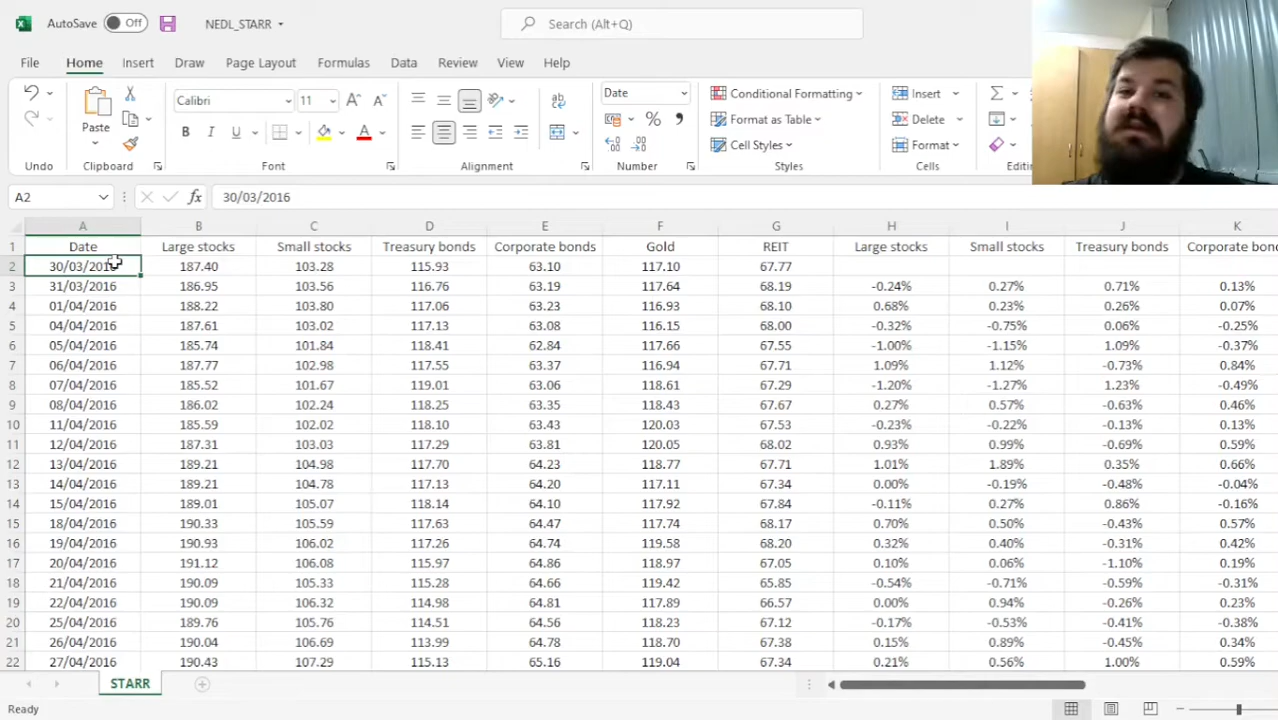 AutoSave Off NEDL_STARR Search (Alt+Q)
File Home Insert Draw Page Layout Formulas Data Review View Help
Calibri 11 Date Conditional Formatting Insert
Paste B I U A Format as Table Delete
Cell Styles Format
Undo Clipboard Font Alignment Number Styles Cells
A2 fx 30/03/2016
A B C D E F G H I J K
1 Date Large stocks Small stocks Treasury bonds Corporate bonds Gold REIT Large stocks Small stocks Treasury bonds Corporate
2 117.10 187.40 103.28 115.93 63.10 67.77
3 31/03/2016 186.95 103.56 116.76 63.19 117.64 68.19 -0.24% 0.27% 0.71% 0.13%
4 01/04/2016 188.22 103.80 117.06 63.23 116.93 68.10 0.68% 0.23% 0.26% 0.07%
5 04/04/2016 187.61 103.02 117.13 63.08 116.15 68.00 -0.32% -0.75% 0.06% -0.25%
6 05/04/2016 185.74 101.84 118.41 62.84 117.66 67.55 -1.00% -1.15% 1.09% -0.37%
7 06/04/2016 187.77 102.98 117.55 63.37 116.94 67.71 1.09% 1.12% -0.73% 0.84%
8 07/04/2016 185.52 101.67 119.01 63.06 118.61 67.29 -1.20% -1.27% 1.23% -0.49%
9 08/04/2016 186.02 102.24 118.25 63.35 118.43 67.67 0.27% 0.57% -0.63% 0.46%
10 11/04/2016 185.59 102.02 118.10 63.43 120.03 67.53 -0.23% -0.22% -0.13% 0.13%
11 12/04/2016 187.31 103.03 117.29 63.81 120.05 68.02 0.93% 0.99% -0.69% 0.59%
12 13/04/2016 189.21 104.98 117.70 64.23 118.77 67.71 1.01% 1.89% 0.35% 0.66%
13 14/04/2016 189.21 104.78 117.13 64.20 117.11 67.34 0.00% -0.19% -0.48% -0.04%
14 15/04/2016 189.01 105.07 118.14 64.10 117.92 67.84 -0.11% 0.27% 0.86% -0.16%
15 18/04/2016 190.33 105.59 117.63 64.47 117.74 68.17 0.70% 0.50% -0.43% 0.57%
16 19/04/2016 190.93 106.02 117.26 64.74 119.58 68.20 0.32% 0.40% -0.31% 0.42%
17 20/04/2016 191.12 106.08 115.97 64.86 118.97 67.05 0.10% 0.06% -1.10% 0.19%
18 21/04/2016 190.09 105.33 115.28 64.66 119.42 65.85 -0.54% -0.71% -0.59% -0.31%
19 22/04/2016 190.09 106.32 114.98 64.81 117.89 66.57 0.00% 0.94% -0.26% 0.23%
20 25/04/2016 189.76 105.76 114.51 64.56 118.23 67.12 -0.17% -0.53% -0.41% -0.38%
21 26/04/2016 190.04 106.69 113.99 64.78 118.70 67.38 0.15% 0.89% -0.45% 0.34%
22 27/04/2016 190.43 107.29 115.13 65.16 119.04 67.34 0.21% 0.56% 1.00% 0.59%
STARR
Ready